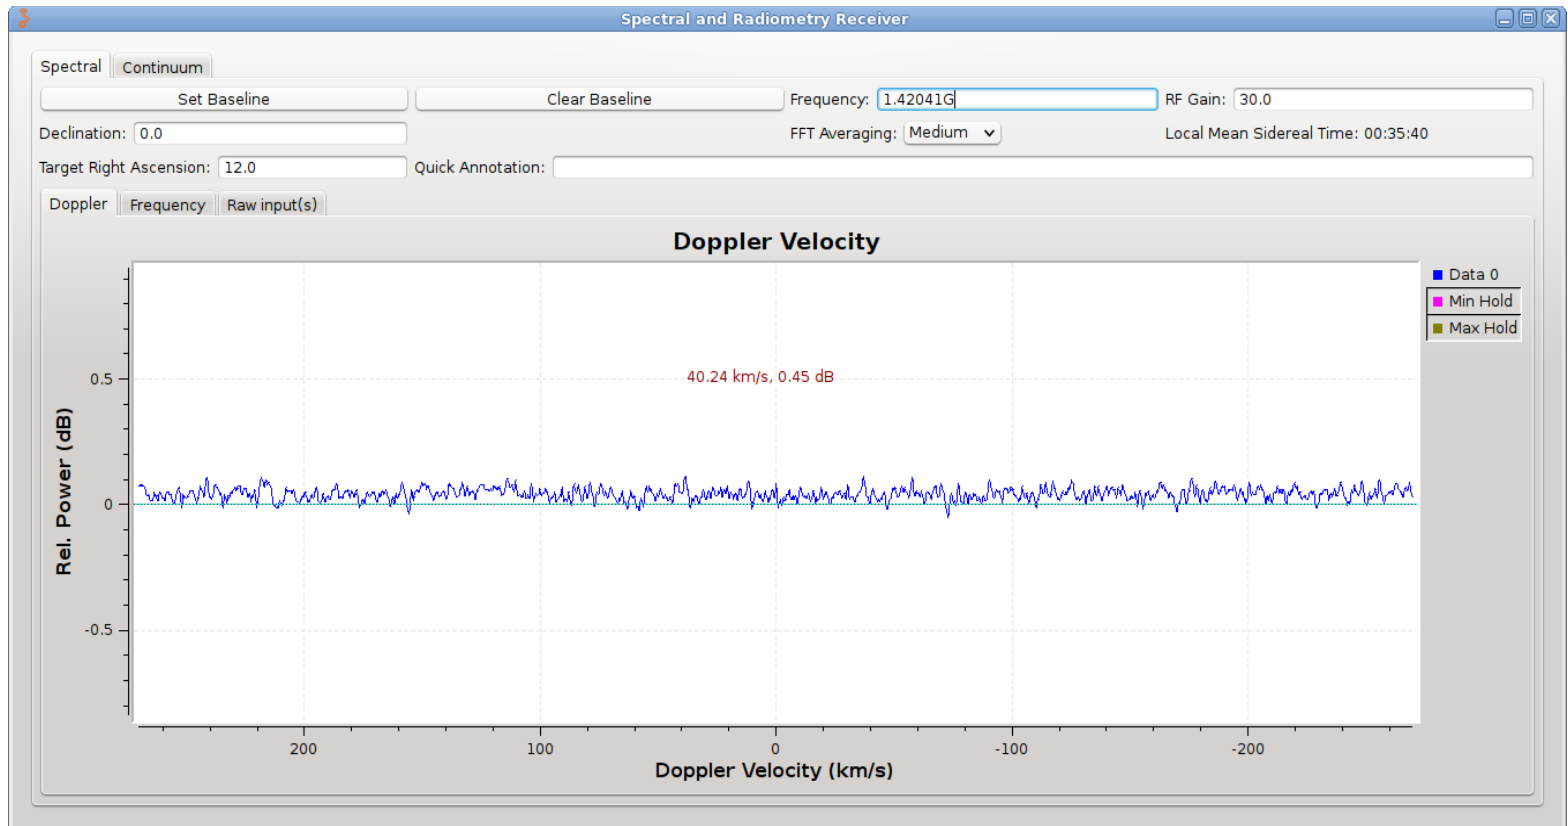 Spectral and Radiometry Receiver
Spectral Continuum
Set Baseline Clear Baseline Frequency: 1.42041G RF Gain: 30.0
Declination: 0.0 FFT Averaging: Medium Local Mean Sidereal Time: 00:35:40
Target Right Ascension: 12.0 Quick Annotation:
Doppler Frequency Raw input(s)
Doppler Velocity
Data 0
Min Hold
Max Hold
40.24 km/s, 0.45 dB
Rel. Power (dB)
0.5
0
-0.5
200 100 0 -100 -200
Doppler Velocity (km/s)